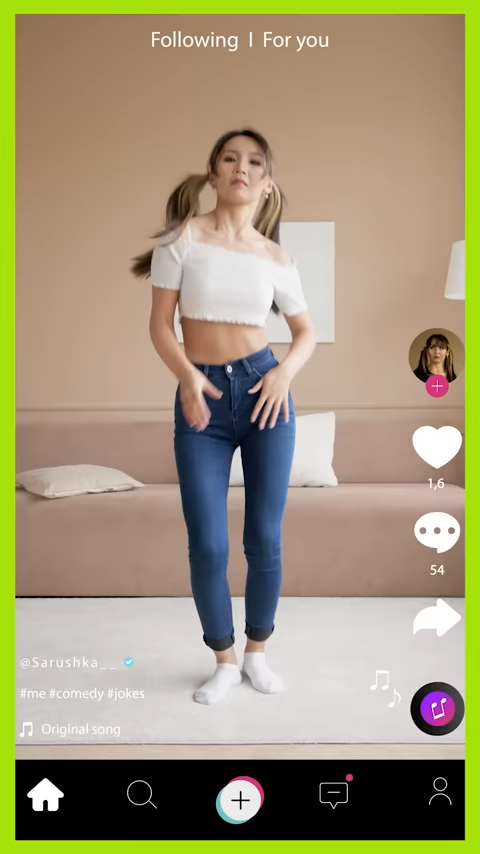 Following I For you
1,6
54
@Sarushka__
#me #comedy #jokes
Original song